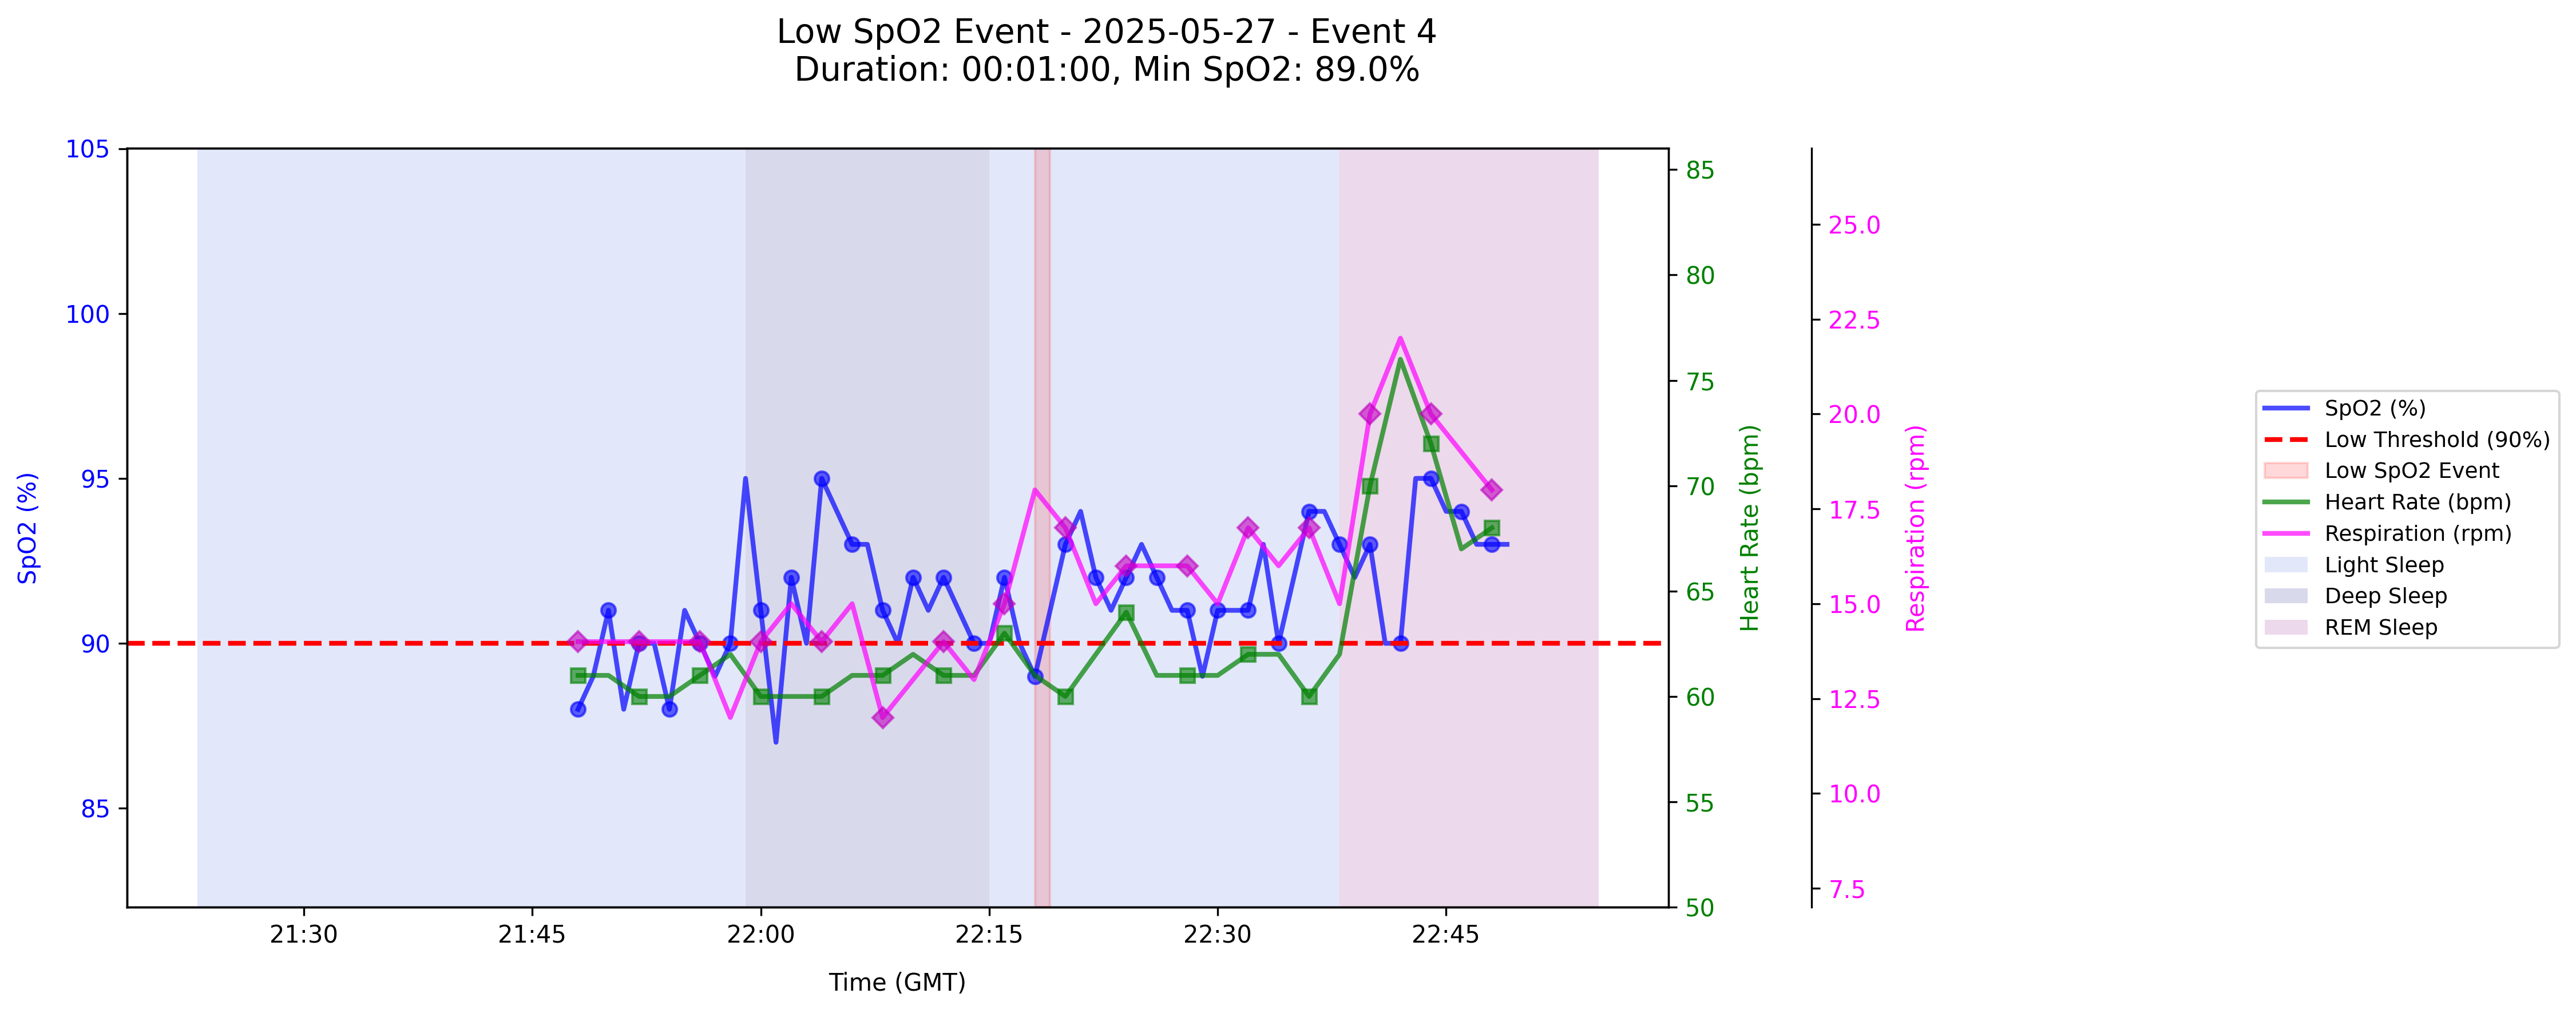 Low SpO2 Event - 2025-05-27 - Event 4
Duration: 00:01:00, Min SpO2: 89.0%
SpO2 (%)
105
100
95
90
85
21:30
21:45
22:00
22:15
22:30
22:45
Time (GMT)
85
80
75
70
65
60
55
50
Heart Rate (bpm)
25.0
22.5
20.0
17.5
15.0
12.5
10.0
7.5
Respiration (rpm)
SpO2 (%)
Low Threshold (90%)
Low SpO2 Event
Heart Rate (bpm)
Respiration (rpm)
Light Sleep
Deep Sleep
REM Sleep